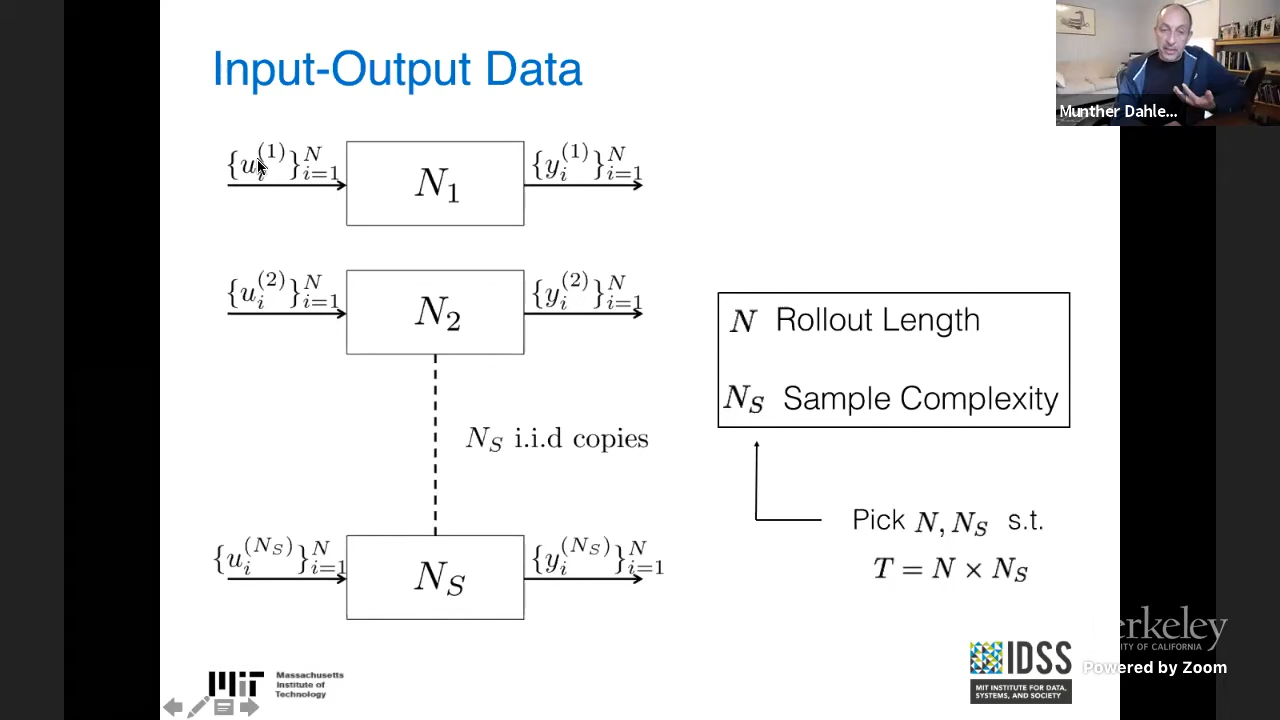 Input-Output Data
Munther Dahle...
{u_i^{(1)}}_{i=1}^N
N_1
{y_i^{(1)}}_{i=1}^N
{u_i^{(2)}}_{i=1}^N
N_2
{y_i^{(2)}}_{i=1}^N
N Rollout Length
N_S Sample Complexity
N_S i.i.d copies
Pick N, N_S s.t.
T = N × N_S
{u_i^{(N_S)}}_{i=1}^N
N_S
{y_i^{(N_S)}}_{i=1}^N
MIT
Massachusetts
Institute of
Technology
IDSS
MIT INSTITUTE FOR DATA,
SYSTEMS, AND SOCIETY
erkeley
ITY OF CALIFORNIA
Powered by Zoom